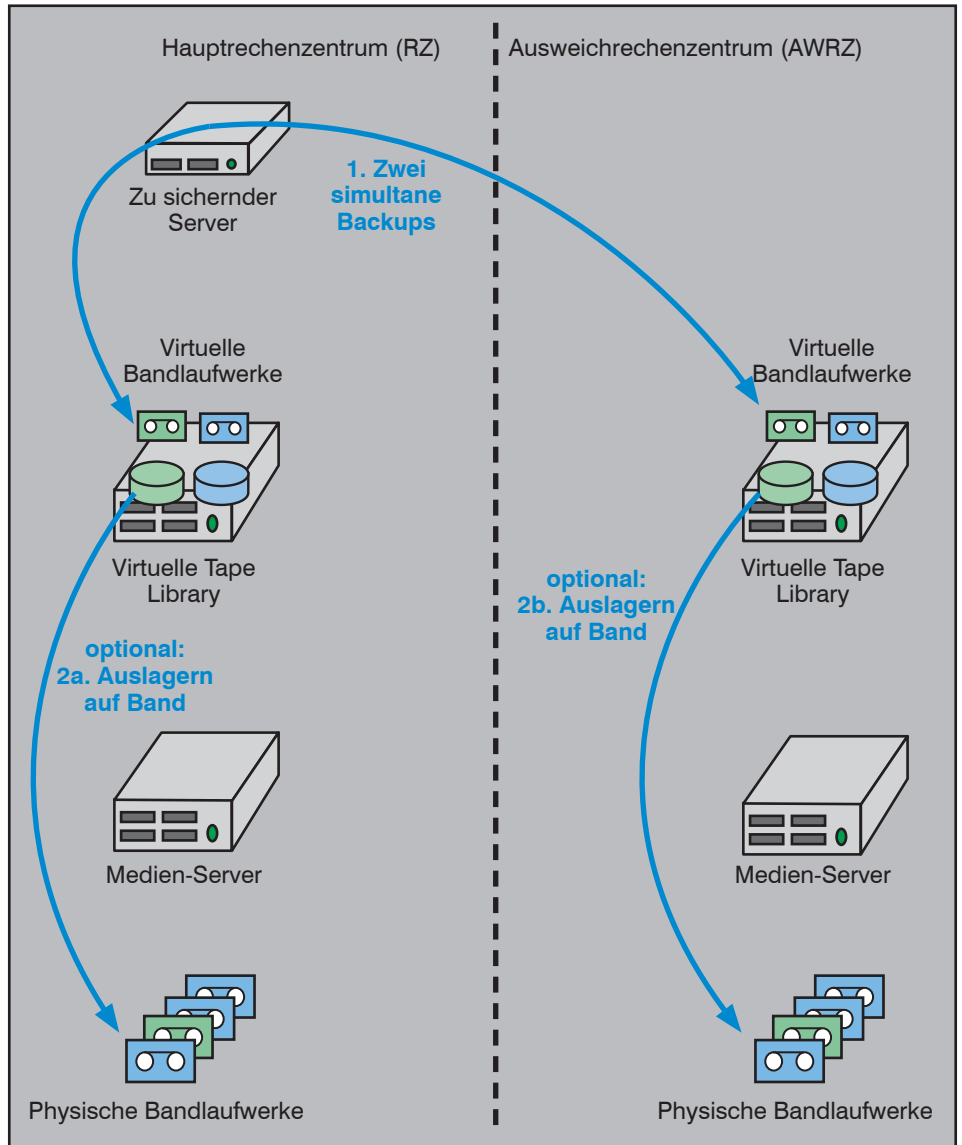 Hauptrechenzentrum (RZ)
Ausweichrechenzentrum (AWRZ)
1. Zwei
simultane
Backups
Zu sichernder
Server
Virtuelle
Bandlaufwerke
Virtuelle
Bandlaufwerke
Virtuelle Tape
Library
Virtuelle Tape
Library
optional:
2a. Auslagern
auf Band
optional:
2b. Auslagern
auf Band
Medien-Server
Medien-Server
Physische Bandlaufwerke
Physische Bandlaufwerke